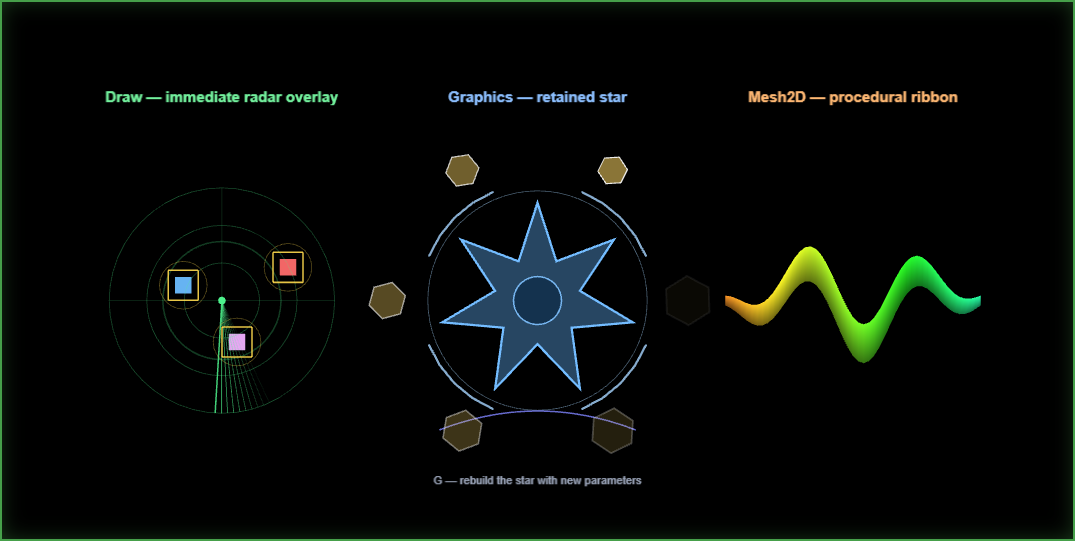 Draw — immediate radar overlay
Graphics — retained star
Mesh2D — procedural ribbon
G — rebuild the star with new parameters